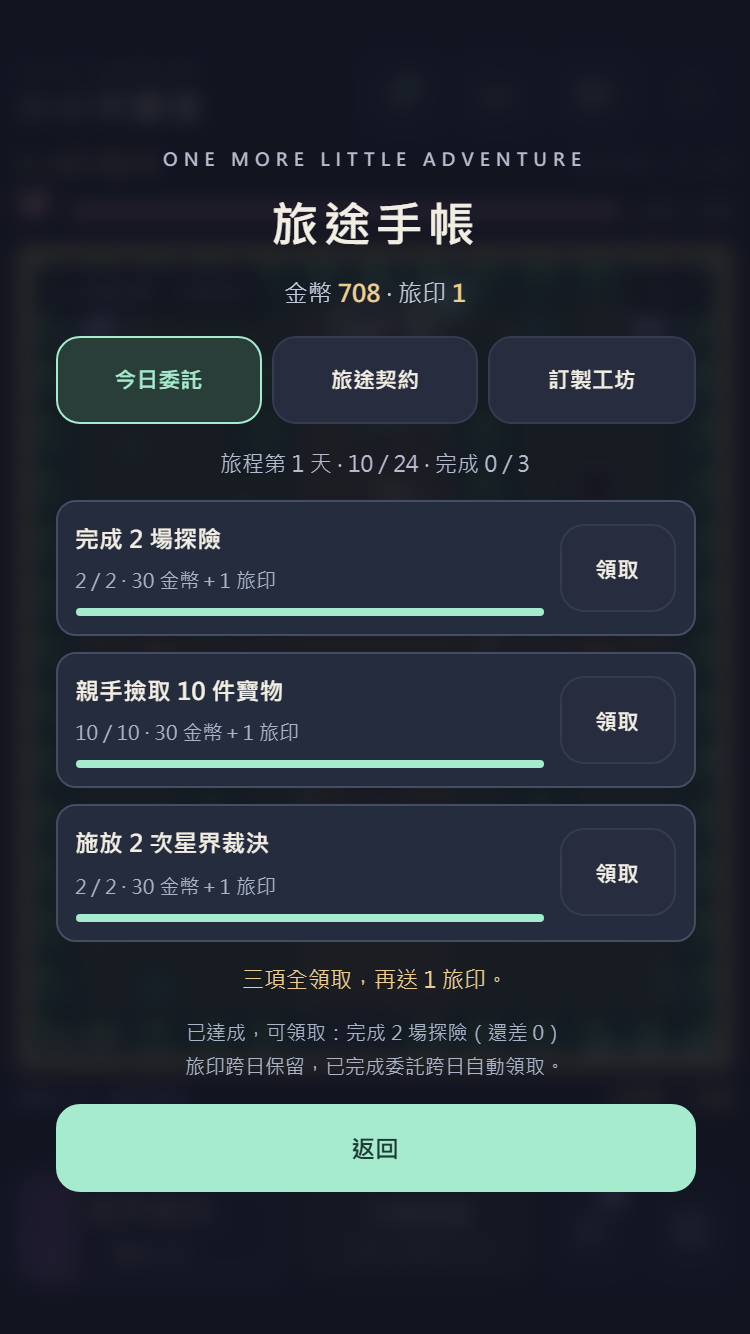 ONE MORE LITTLE ADVENTURE
旅途手帳
金幣 708 · 旅印 1
今日委託 旅途契約 訂製工坊
旅程第 1 天 · 10 / 24 · 完成 0 / 3
完成 2 場探險
2 / 2 · 30 金幣 + 1 旅印
領取
親手撿取 10 件寶物
10 / 10 · 30 金幣 + 1 旅印
領取
施放 2 次星界裁決
2 / 2 · 30 金幣 + 1 旅印
領取
三項全領取，再送 1 旅印。
已達成，可領取：完成 2 場探險（還差 0）
旅印跨日保留，已完成委託跨日自動領取。
返回